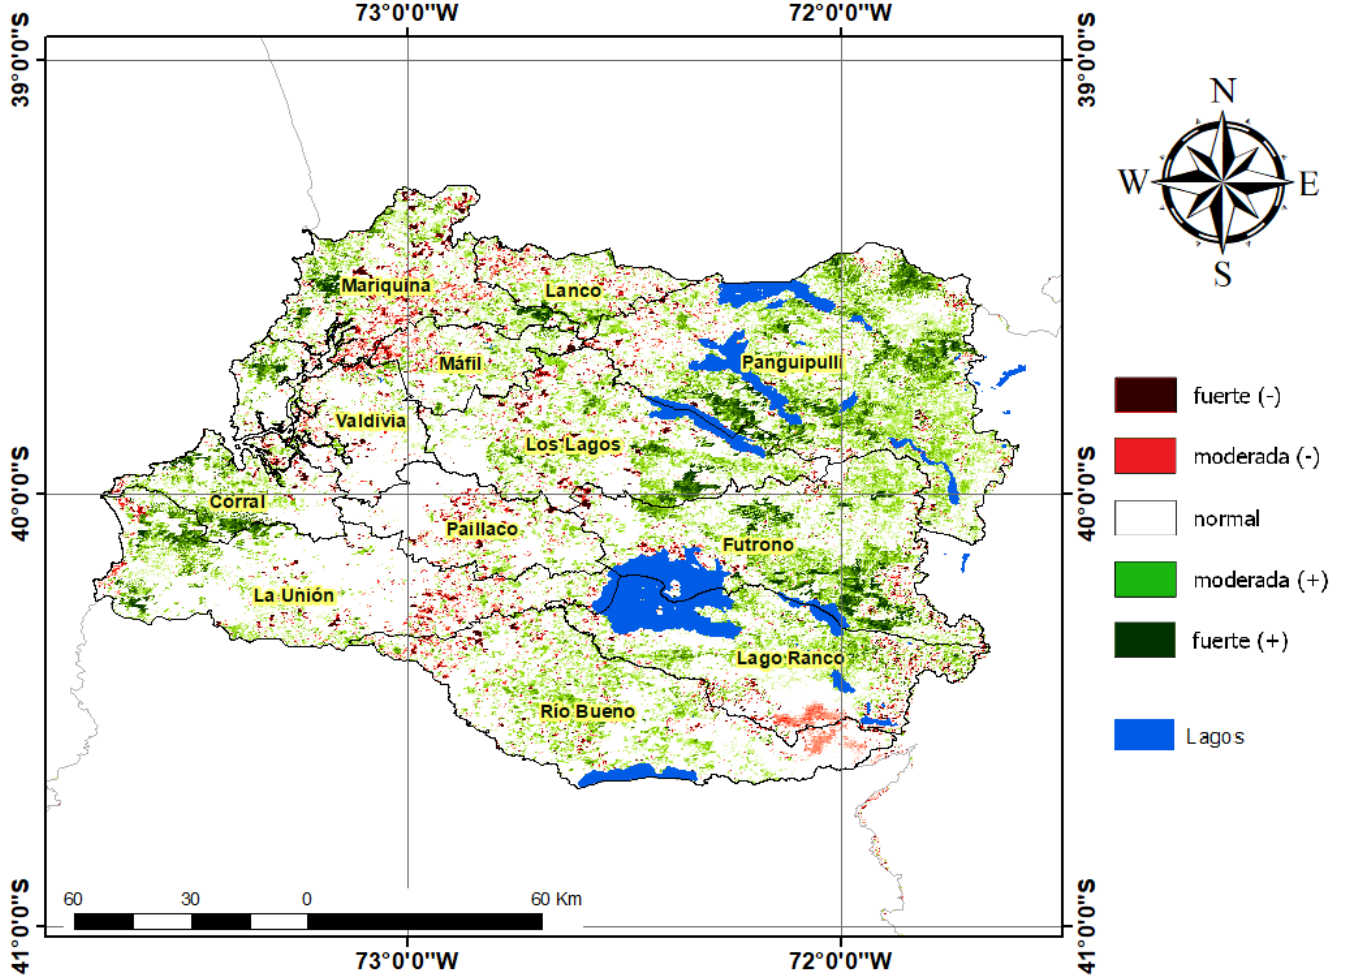 73°0'0"W
72°0'0"W
39°0'0"S
39°0'0"S
N
W
E
S
Mariquina
Lanco
Máfil
Panguipulli
Valdivia
Los Lagos
Corral
Paillaco
Futrono
La Unión
Lago Ranco
Río Bueno
40°0'0"S
40°0'0"S
fuerte (-)
moderada (-)
normal
moderada (+)
fuerte (+)
Lagos
60 30 0 60 Km
41°0'0"S
41°0'0"S
73°0'0"W
72°0'0"W